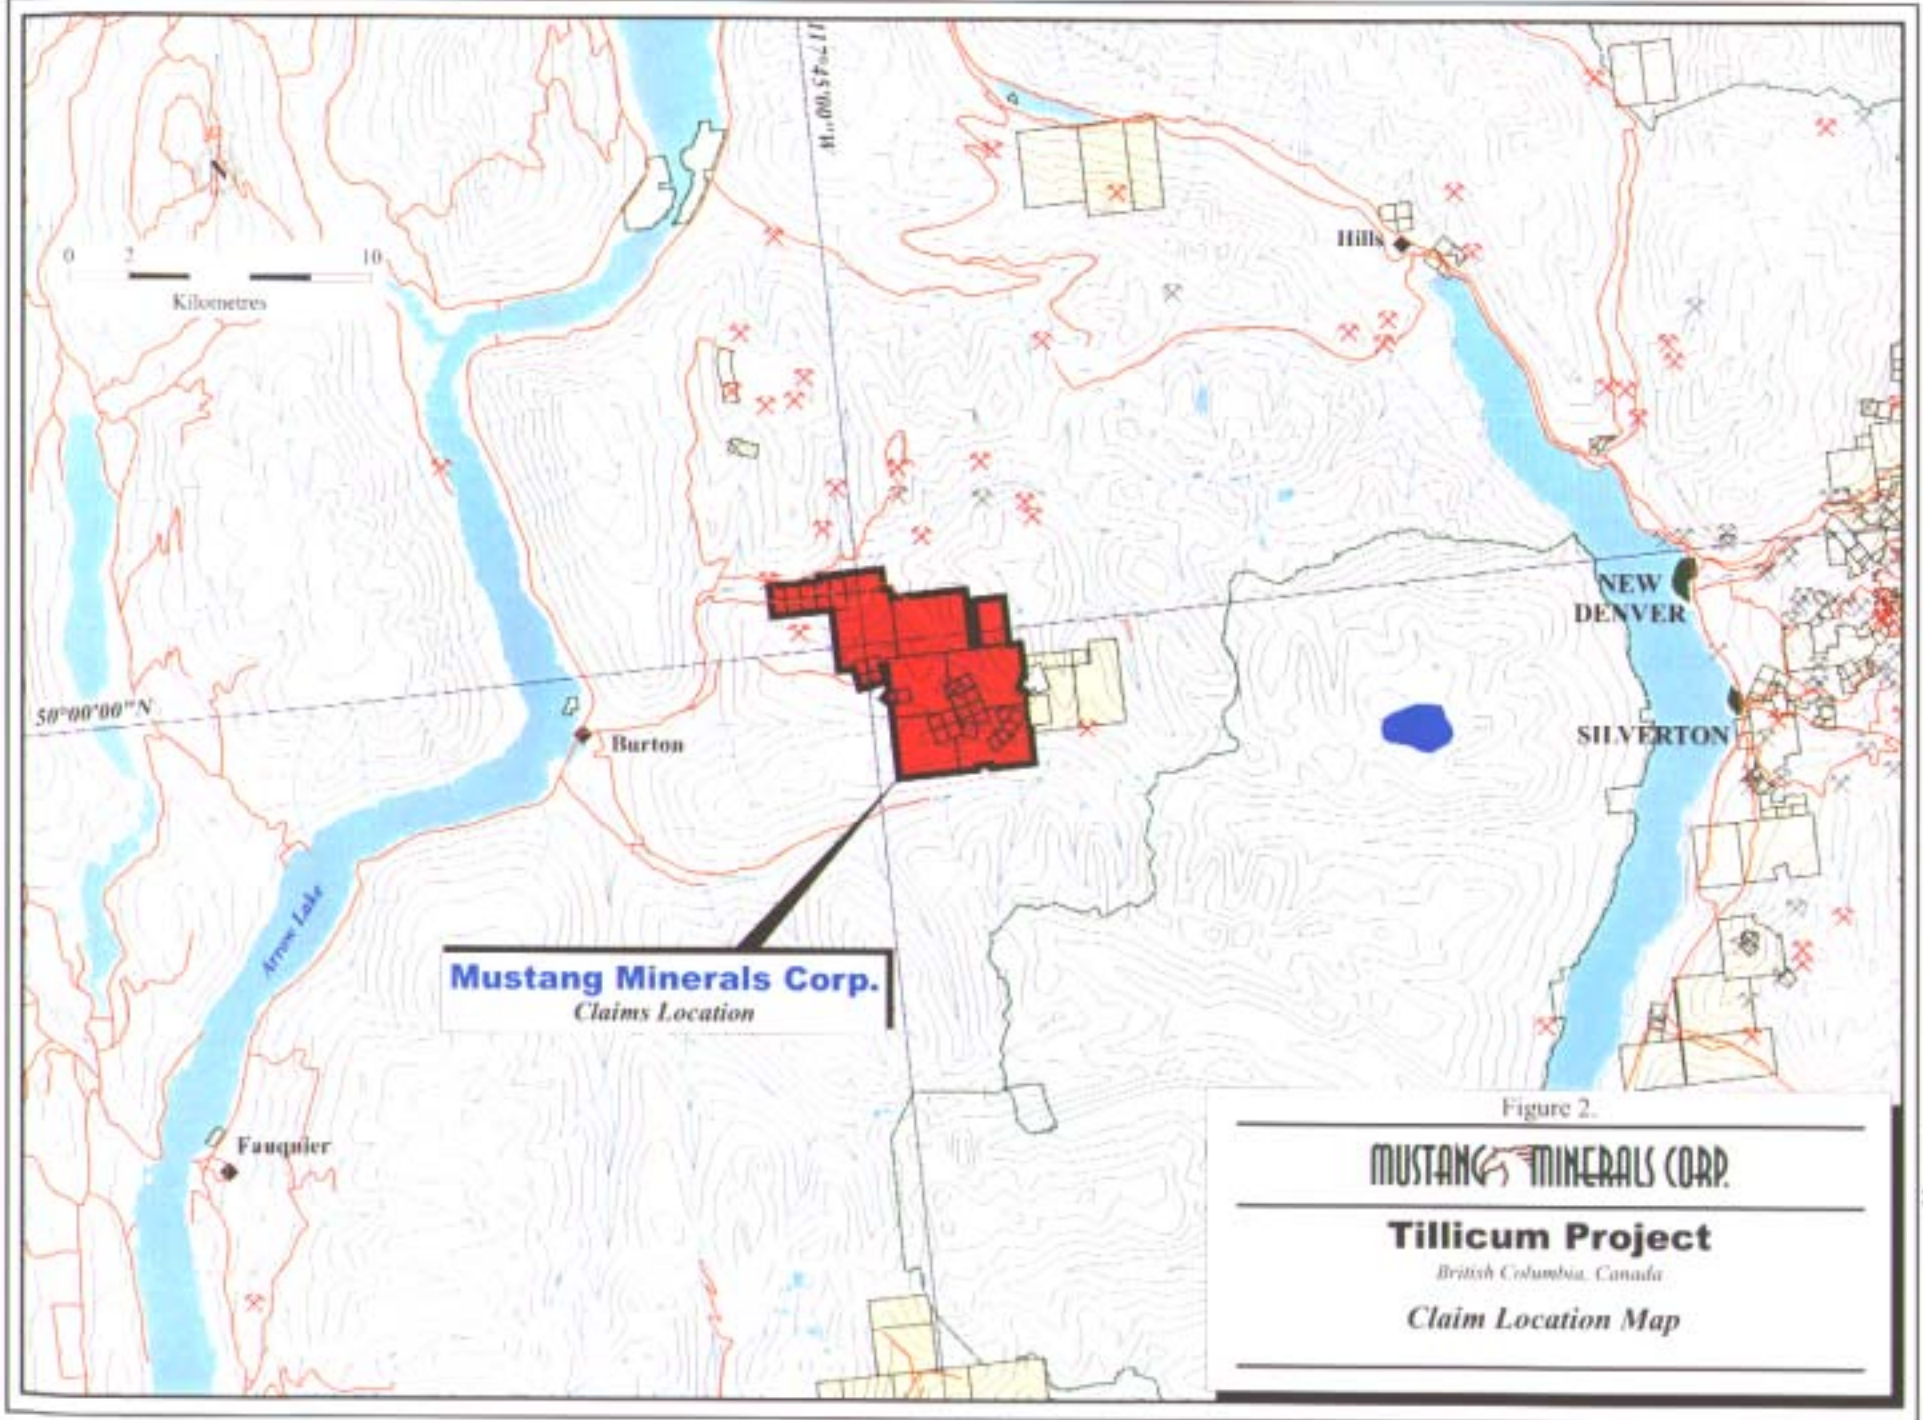 117°45'00"W
N
0 2 10
Kilometres
Hills
NEW
DENVER
SILVERTON
50°00'00"N
Burton
Arrow Lake
Mustang Minerals Corp.
Claims Location
Fauquier
Figure 2.
MUSTANG MINERALS CORP.
Tillicum Project
British Columbia, Canada
Claim Location Map